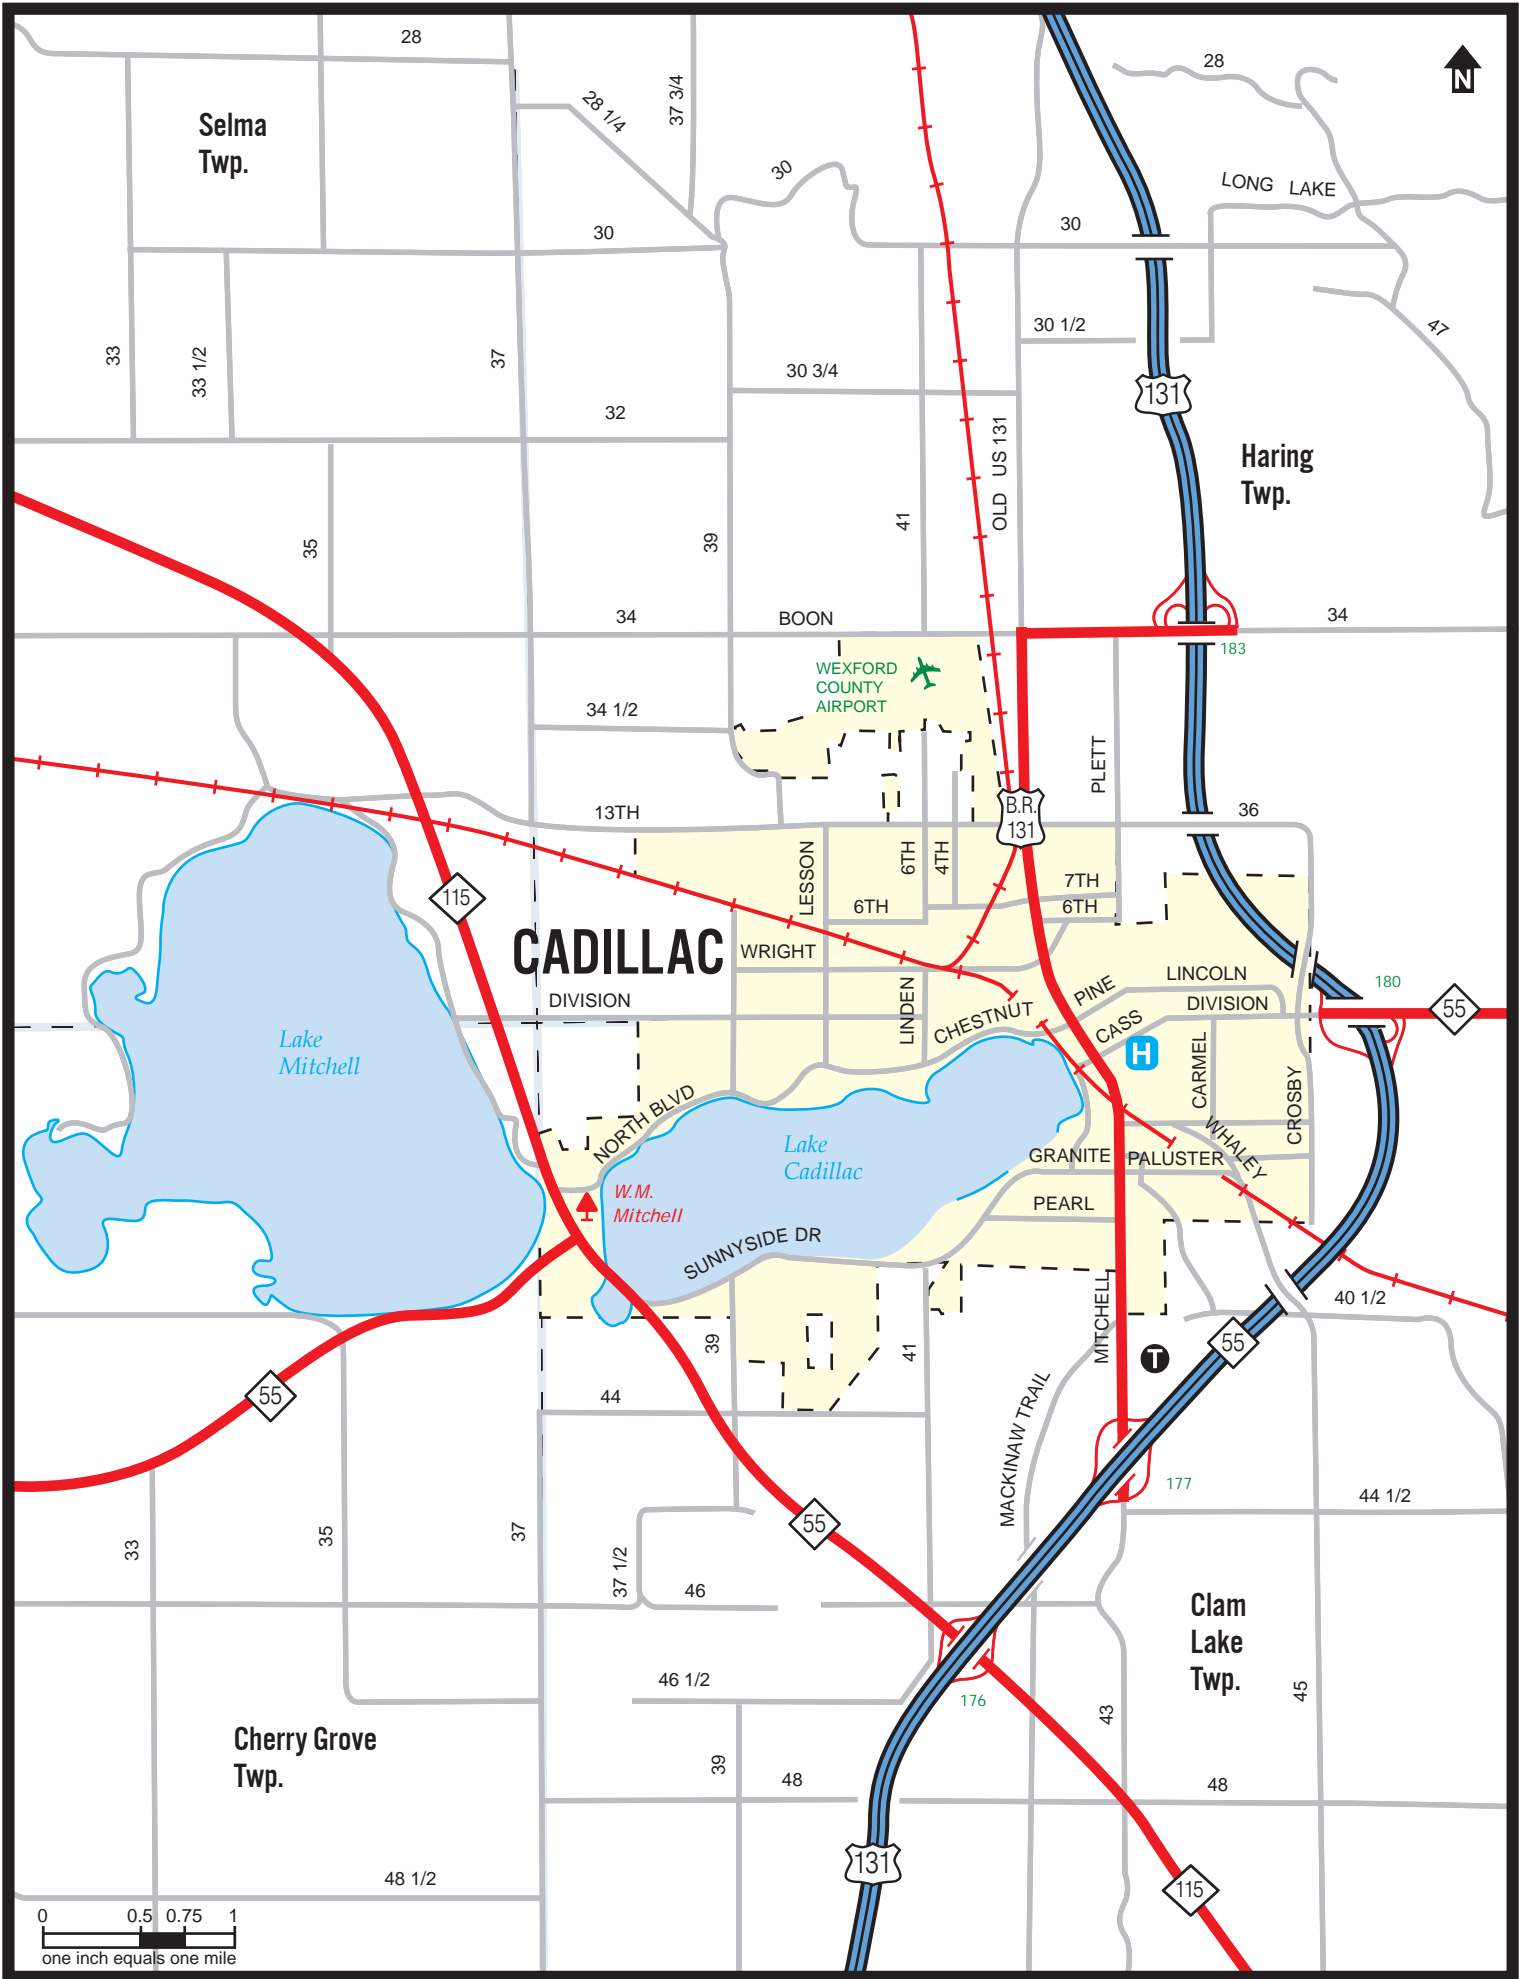 28
28
N
37 3/4
28 1/4
Selma
Twp.
30
LONG LAKE
30
30
30 1/2
47
33
33 1/2
37
30 3/4
131
32
OLD US 131
Haring
Twp.
41
39
35
34
BOON
34
183
WEXFORD
COUNTY
AIRPORT
34 1/2
PLETT
13TH
B.R.
131
36
LESSON
6TH
4TH
7TH
115
6TH
6TH
CADILLAC
WRIGHT
LINCOLN
180
PINE
DIVISION
DIVISION
LINDEN
CHESTNUT
CASS
55
Lake
Mitchell
H
CARMEL
CROSBY
NORTH BLVD
WHALEY
Lake
Cadillac
GRANITE
PALUSTER
W.M.
Mitchell
PEARL
SUNNYSIDE DR
MITCHELL
40 1/2
39
41
55
T
55
44
MACKINAW TRAIL
177
44 1/2
55
33
35
37
37 1/2
46
Clam
Lake
Twp.
46 1/2
176
45
43
Cherry Grove
Twp.
39
48
48
131
48 1/2
115
0 0.5 0.75 1
one inch equals one mile